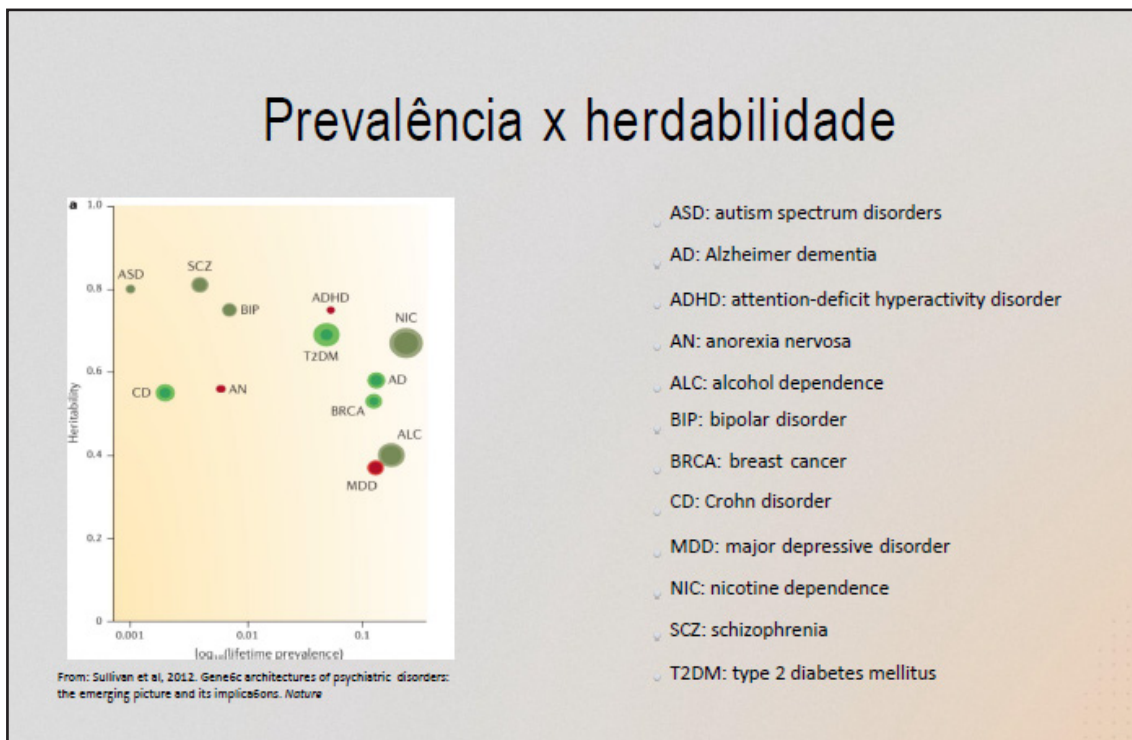 Prevalência x herdabilidade
a
1.0
0.8
0.6
0.4
0.2
0
Heritability
ASD
SCZ
BIP
ADHD
NIC
T2DM
CD
AN
AD
BRCA
ALC
MDD
0.001
0.01
0.1
log₁₀(lifetime prevalence)
From: Sullivan et al, 2012. Gene6c architectures of psychiatric disorders:
the emerging picture and its implica6ons. Nature
ASD: autism spectrum disorders
AD: Alzheimer dementia
ADHD: attention-deficit hyperactivity disorder
AN: anorexia nervosa
ALC: alcohol dependence
BIP: bipolar disorder
BRCA: breast cancer
CD: Crohn disorder
MDD: major depressive disorder
NIC: nicotine dependence
SCZ: schizophrenia
T2DM: type 2 diabetes mellitus